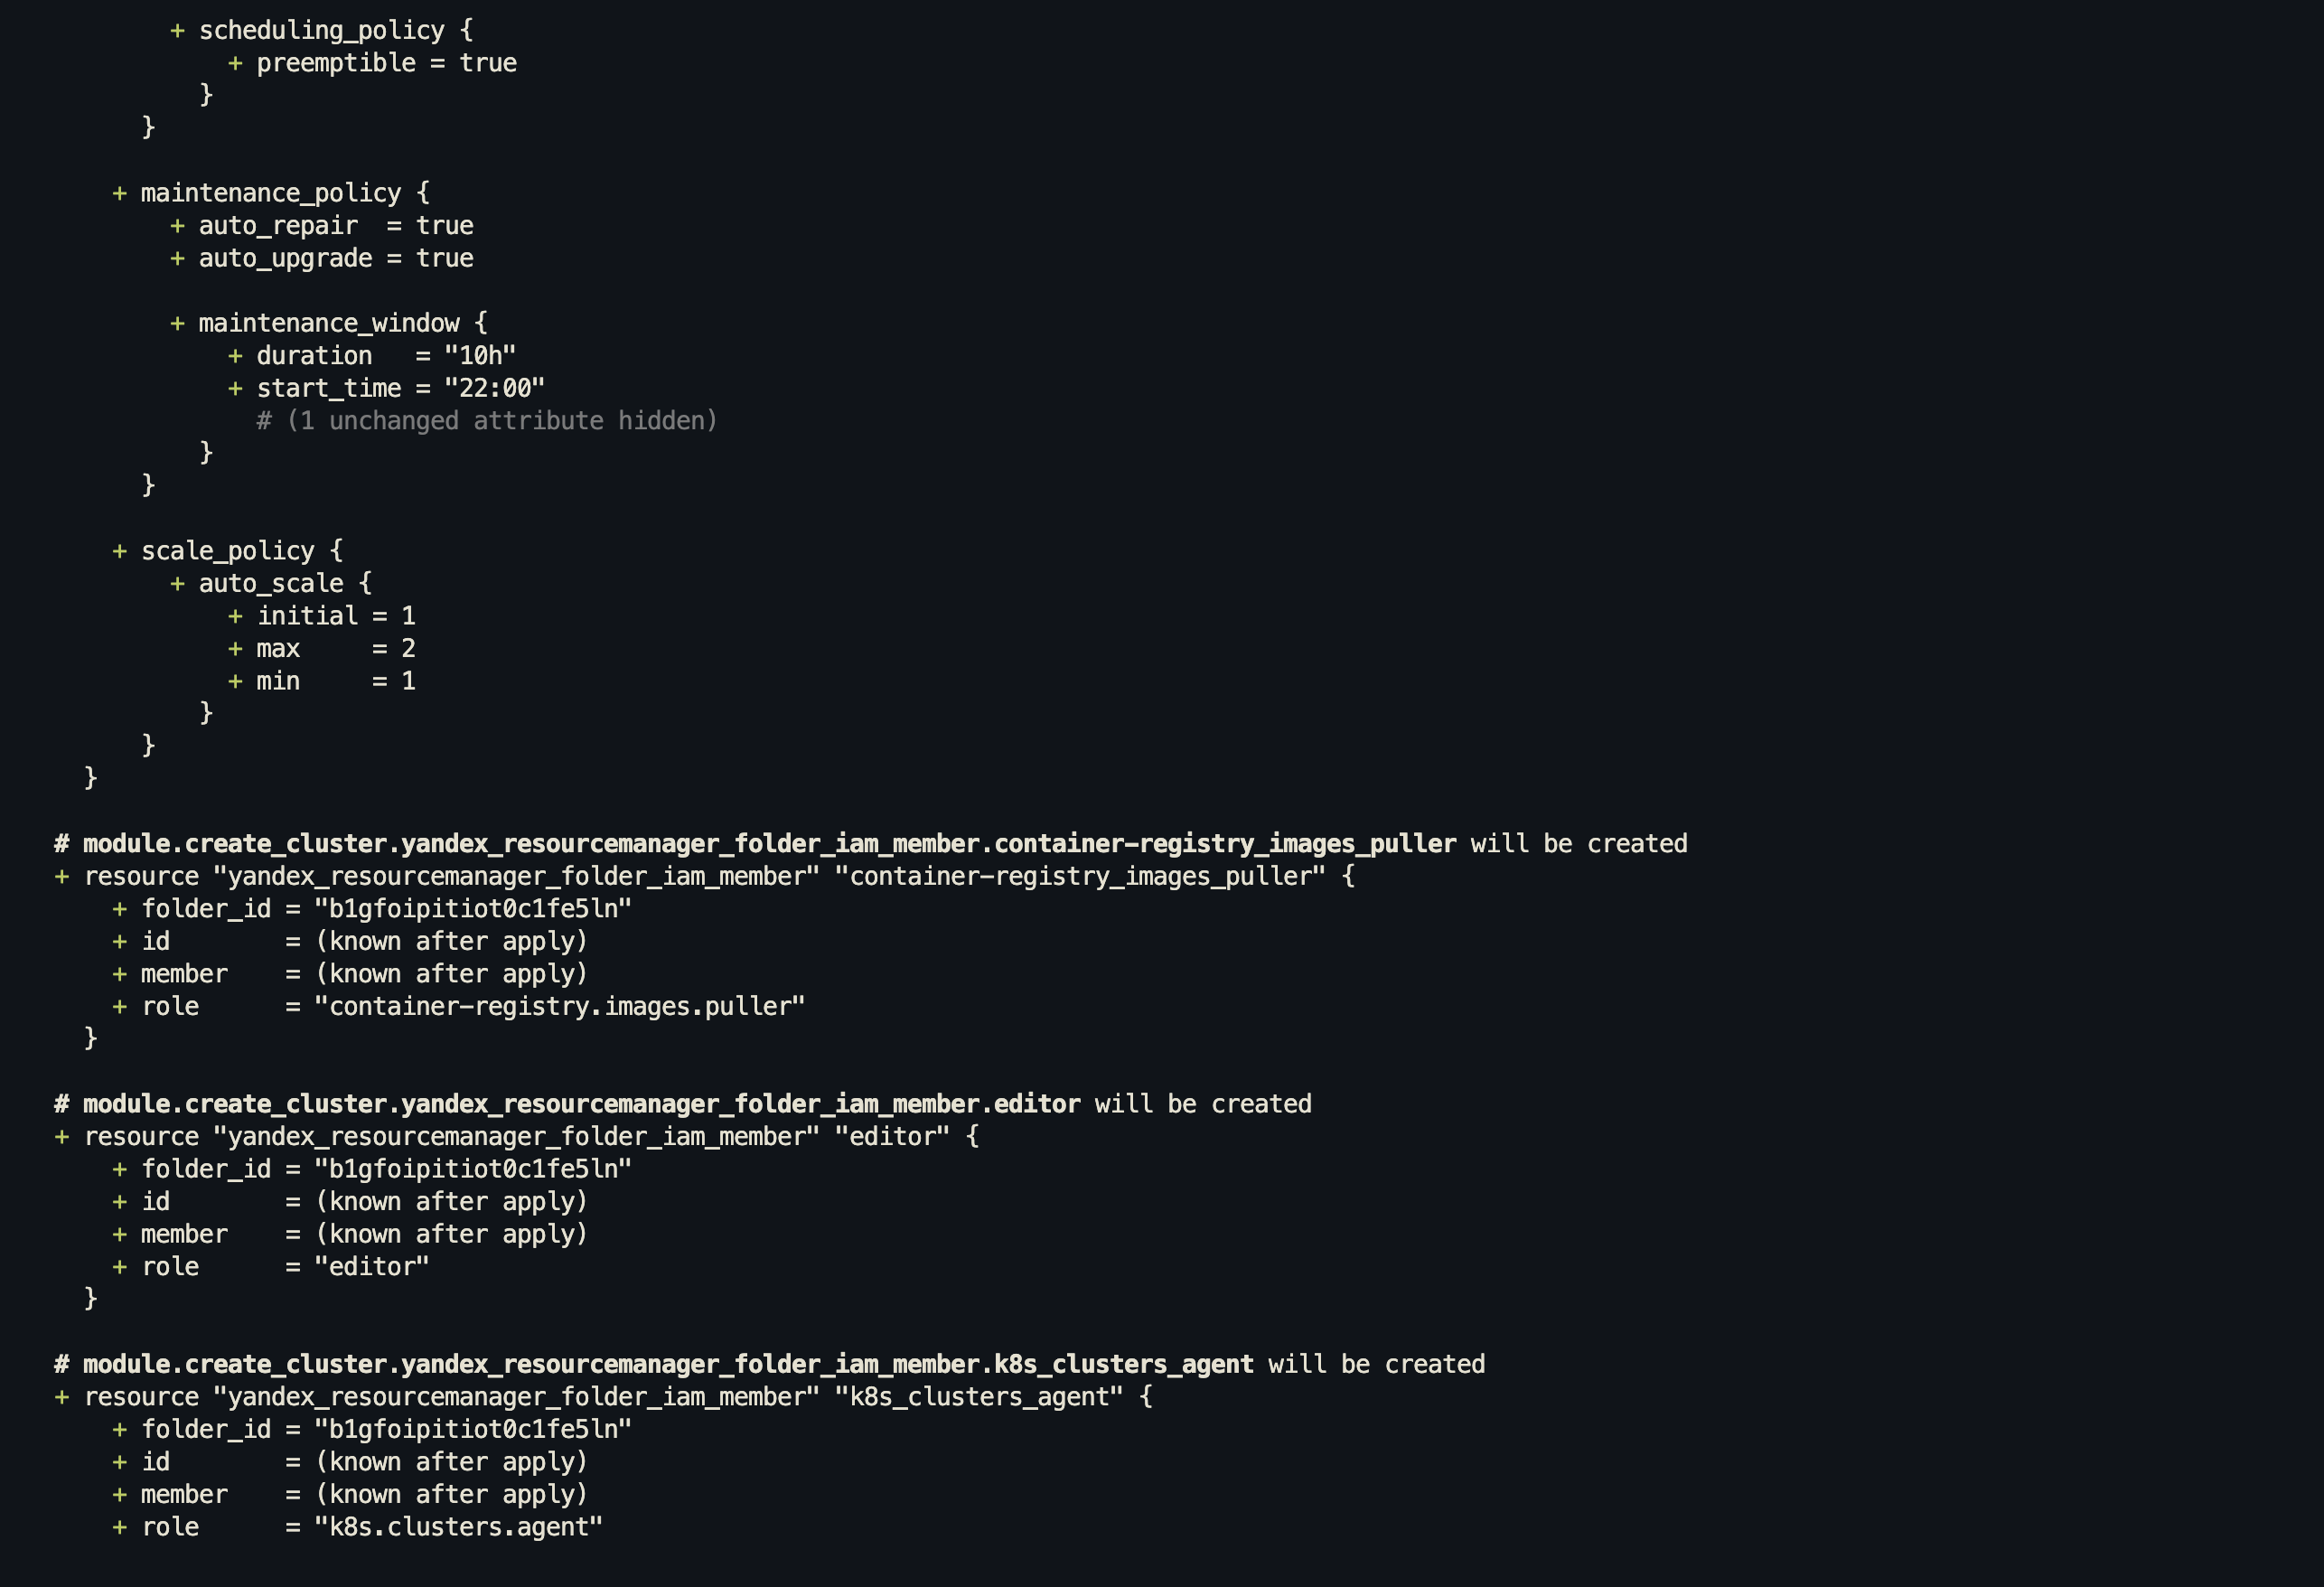 + scheduling_policy {
+ preemptible = true
}
}
+ maintenance_policy {
+ auto_repair  = true
+ auto_upgrade = true
+ maintenance_window {
+ duration   = "10h"
+ start_time = "22:00"
# (1 unchanged attribute hidden)
}
}
+ scale_policy {
+ auto_scale {
+ initial = 1
+ max     = 2
+ min     = 1
}
}
}
# module.create_cluster.yandex_resourcemanager_folder_iam_member.container-registry_images_puller will be created
+ resource "yandex_resourcemanager_folder_iam_member" "container-registry_images_puller" {
+ folder_id = "b1gfoipitiot0c1fe5ln"
+ id        = (known after apply)
+ member    = (known after apply)
+ role      = "container-registry.images.puller"
}
# module.create_cluster.yandex_resourcemanager_folder_iam_member.editor will be created
+ resource "yandex_resourcemanager_folder_iam_member" "editor" {
+ folder_id = "b1gfoipitiot0c1fe5ln"
+ id        = (known after apply)
+ member    = (known after apply)
+ role      = "editor"
}
# module.create_cluster.yandex_resourcemanager_folder_iam_member.k8s_clusters_agent will be created
+ resource "yandex_resourcemanager_folder_iam_member" "k8s_clusters_agent" {
+ folder_id = "b1gfoipitiot0c1fe5ln"
+ id        = (known after apply)
+ member    = (known after apply)
+ role      = "k8s.clusters.agent"